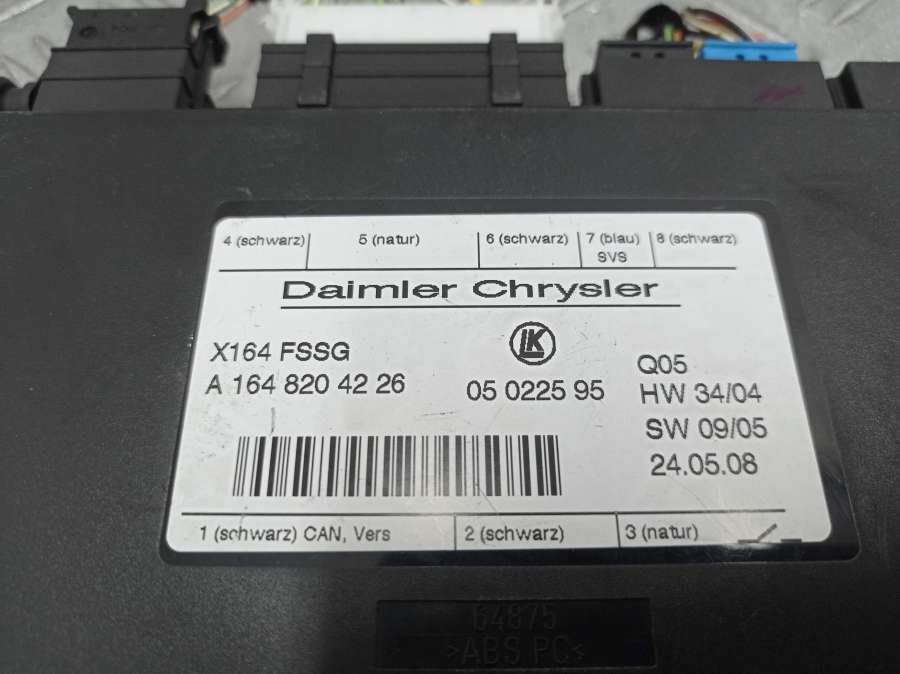 4 (schwarz) 5 (natur) 6 (schwarz) 7 (blau) 8 (schwarz)
SVS
Daimler Chrysler
LK
X164 FSSG
A 164 820 42 26
05 0225 95
Q05
HW 34/04
SW 09/05
24.05.08
1 (schwarz) CAN, Vers 2 (schwarz) 3 (natur)
64875
>ABS PC<